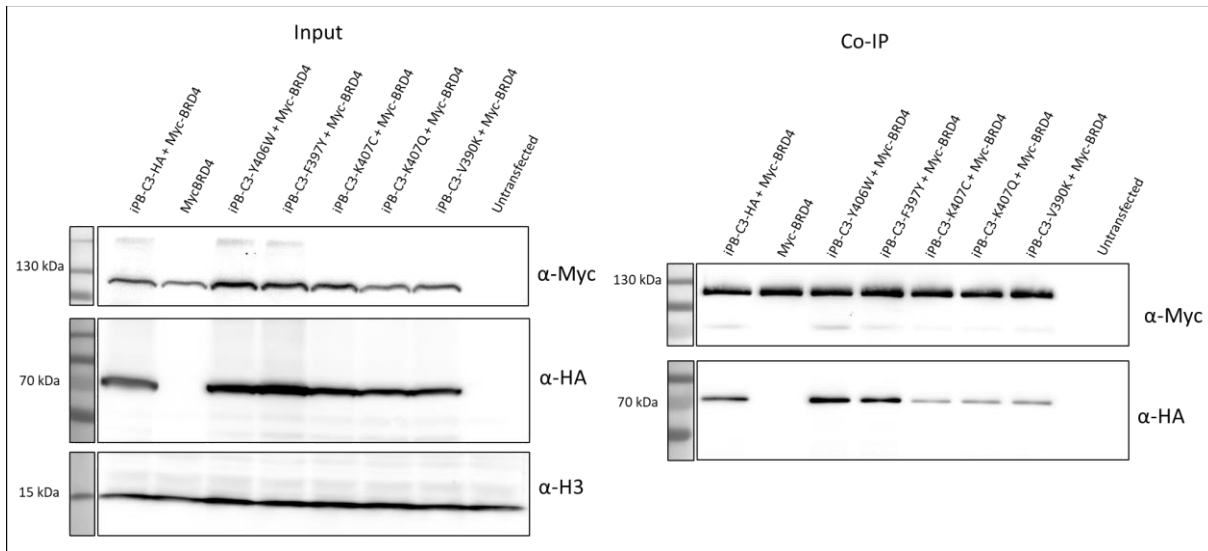 Input
iPB-C3-HA + Myc-BRD4
MycBRD4
iPB-C3-Y406W + Myc-BRD4
iPB-C3-F397Y + Myc-BRD4
iPB-C3-K407C + Myc-BRD4
iPB-C3-K407Q + Myc-BRD4
iPB-C3-V390K + Myc-BRD4
Untransfected
130 kDa
α-Myc
70 kDa
α-HA
15 kDa
α-H3
Co-IP
iPB-C3-HA + Myc-BRD4
Myc-BRD4
iPB-C3-Y406W + Myc-BRD4
iPB-C3-F397Y + Myc-BRD4
iPB-C3-K407C + Myc-BRD4
iPB-C3-K407Q + Myc-BRD4
iPB-C3-V390K + Myc-BRD4
Untransfected
130 kDa
α-Myc
70 kDa
α-HA